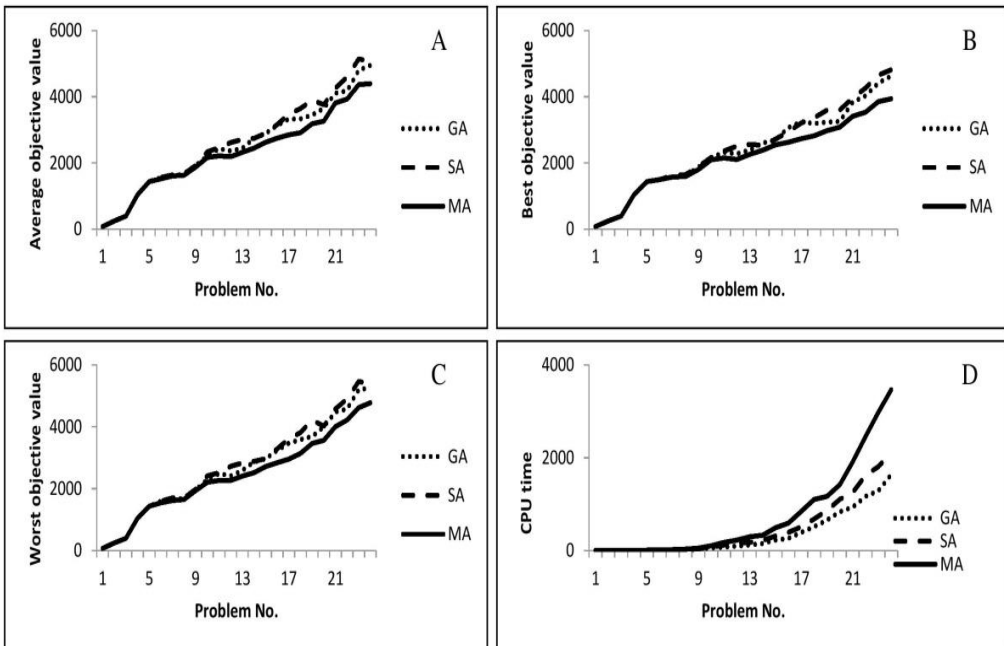 A
Average objective value
6000
4000
2000
0
1 5 9 13 17 21
Problem No.
GA
SA
MA
B
Best objective value
6000
4000
2000
0
1 5 9 13 17 21
Problem No.
GA
SA
MA
C
Worst objective value
6000
4000
2000
0
1 5 9 13 17 21
Problem No.
GA
SA
MA
D
CPU time
4000
2000
0
1 5 9 13 17 21
Problem No.
GA
SA
MA